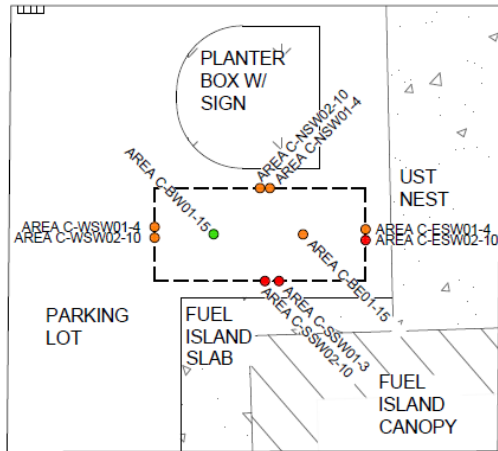 PLANTER
BOX W/
SIGN
AREA C-NSW02-10
AREA C-NSW01-4
AREA C-BW01-15
UST
NEST
AREA C-WSW01-4
AREA C-WSW02-10
AREA C-ESW01-4
AREA C-ESW02-10
AREA C-BE01-15
AREA C-SSW01-3
AREA C-SSW02-10
PARKING
LOT
FUEL
ISLAND
SLAB
FUEL
ISLAND
CANOPY